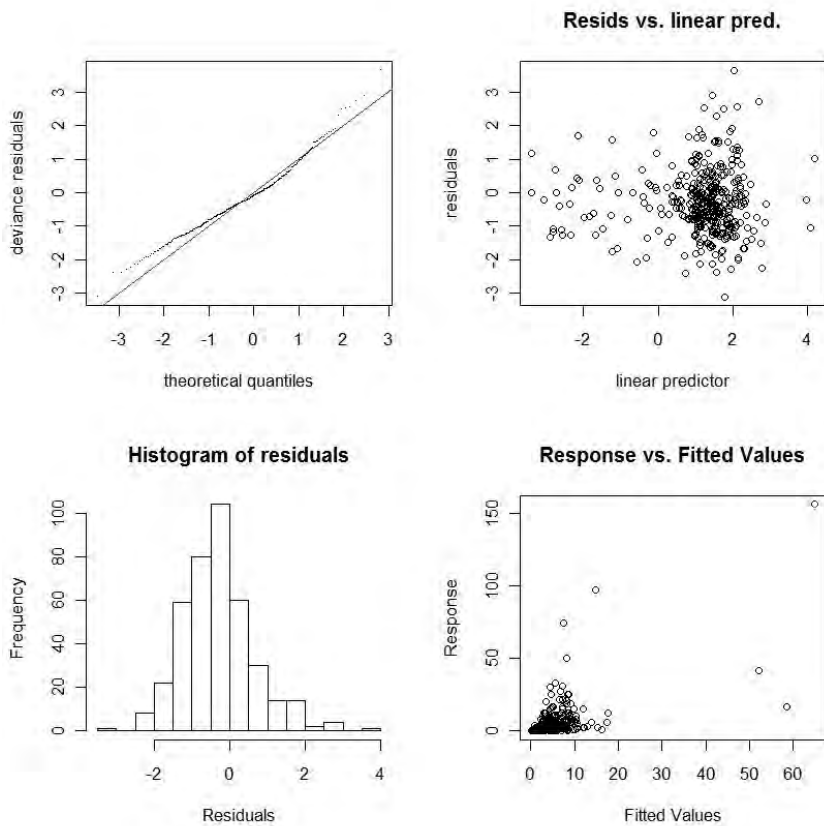 deviance residuals
3
2
1
0
-1
-2
-3
-3 -2 -1 0 1 2 3
theoretical quantiles
Resids vs. linear pred.
residuals
3
2
1
0
-1
-2
-3
-2 0 2 4
linear predictor
Histogram of residuals
Frequency
100
80
60
40
20
0
-2 0 2 4
Residuals
Response vs. Fitted Values
Response
150
100
50
0
0 10 20 30 40 50 60
Fitted Values